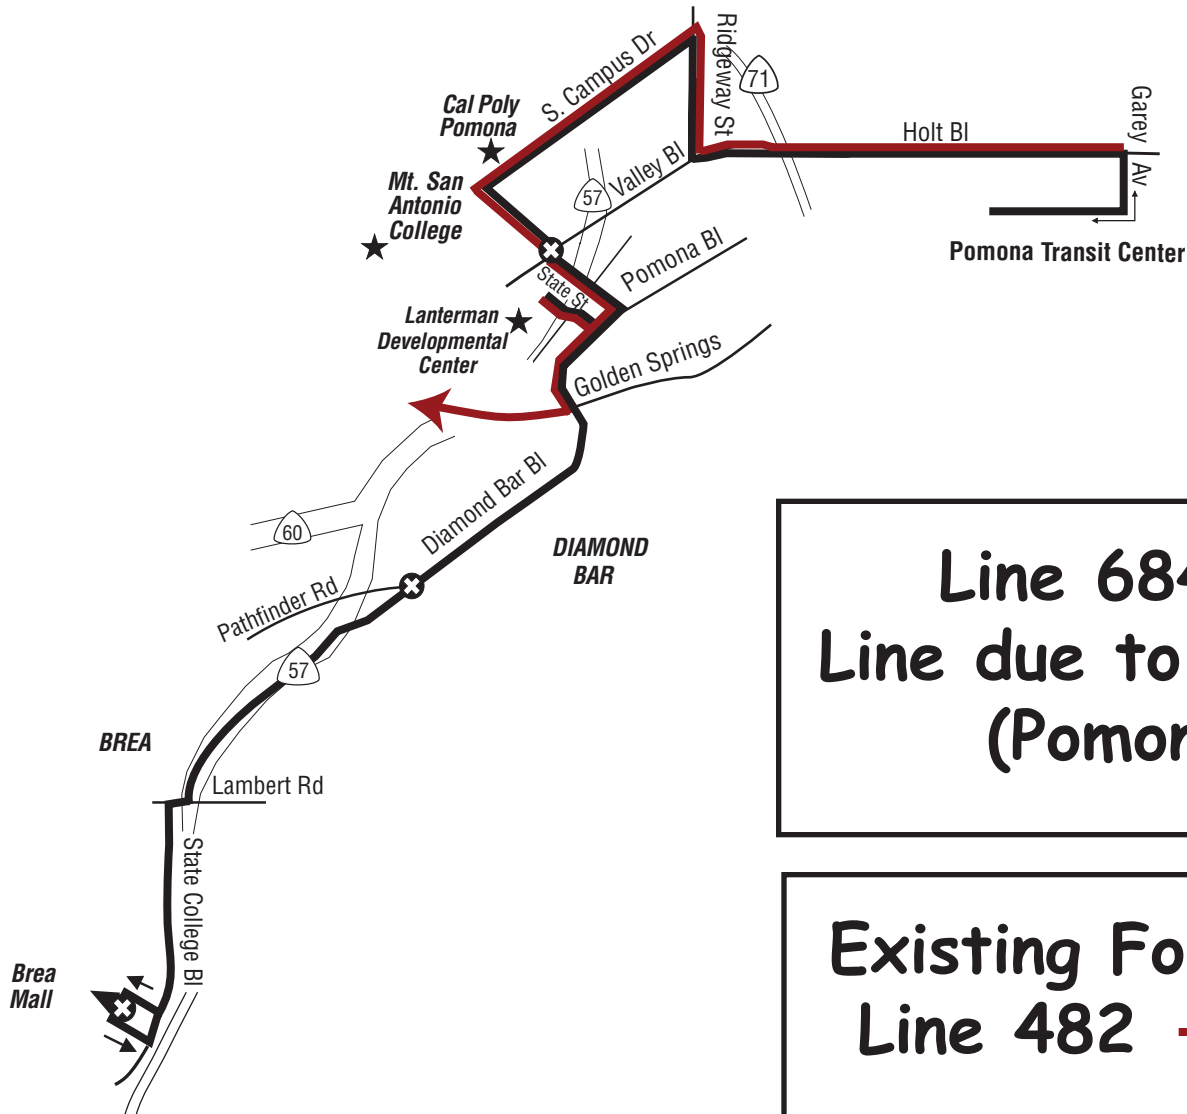 Ridgeway St
S. Campus Dr
71
Cal Poly
Pomona
Garey
Av
Holt Bl
Valley Bl
57
Mt. San
Antonio
College
Pomona Bl
Pomona Transit Center
State St
Lanterman
Developmental
Center
Golden Springs
Diamond Bar Bl
60
DIAMOND
BAR
Line 684
Line due to
(Pomon
Pathfinder Rd
57
BREA
Lambert Rd
State College Bl
Existing Fo
Line 482
Brea
Mall